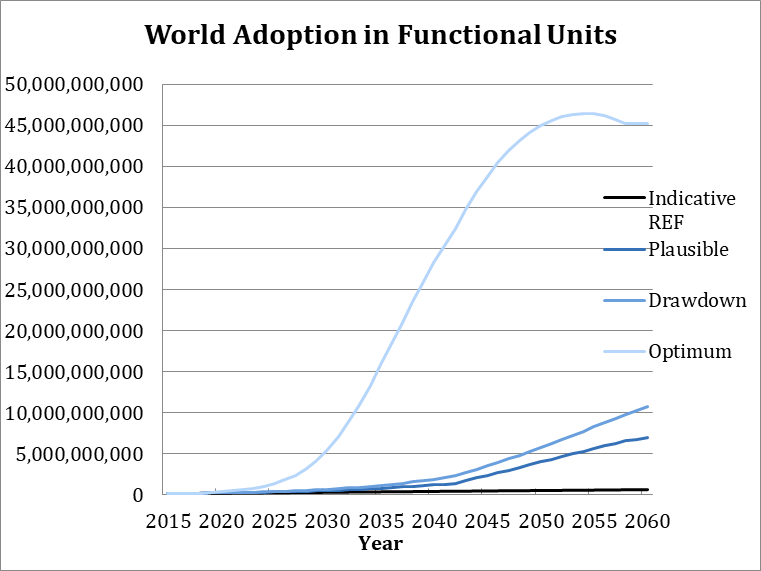 World Adoption in Functional Units
50,000,000,000
45,000,000,000
40,000,000,000
35,000,000,000
30,000,000,000
25,000,000,000
20,000,000,000
15,000,000,000
10,000,000,000
5,000,000,000
0
2015 2020 2025 2030 2035 2040 2045 2050 2055 2060
Year
Indicative
REF
Plausible
Drawdown
Optimum